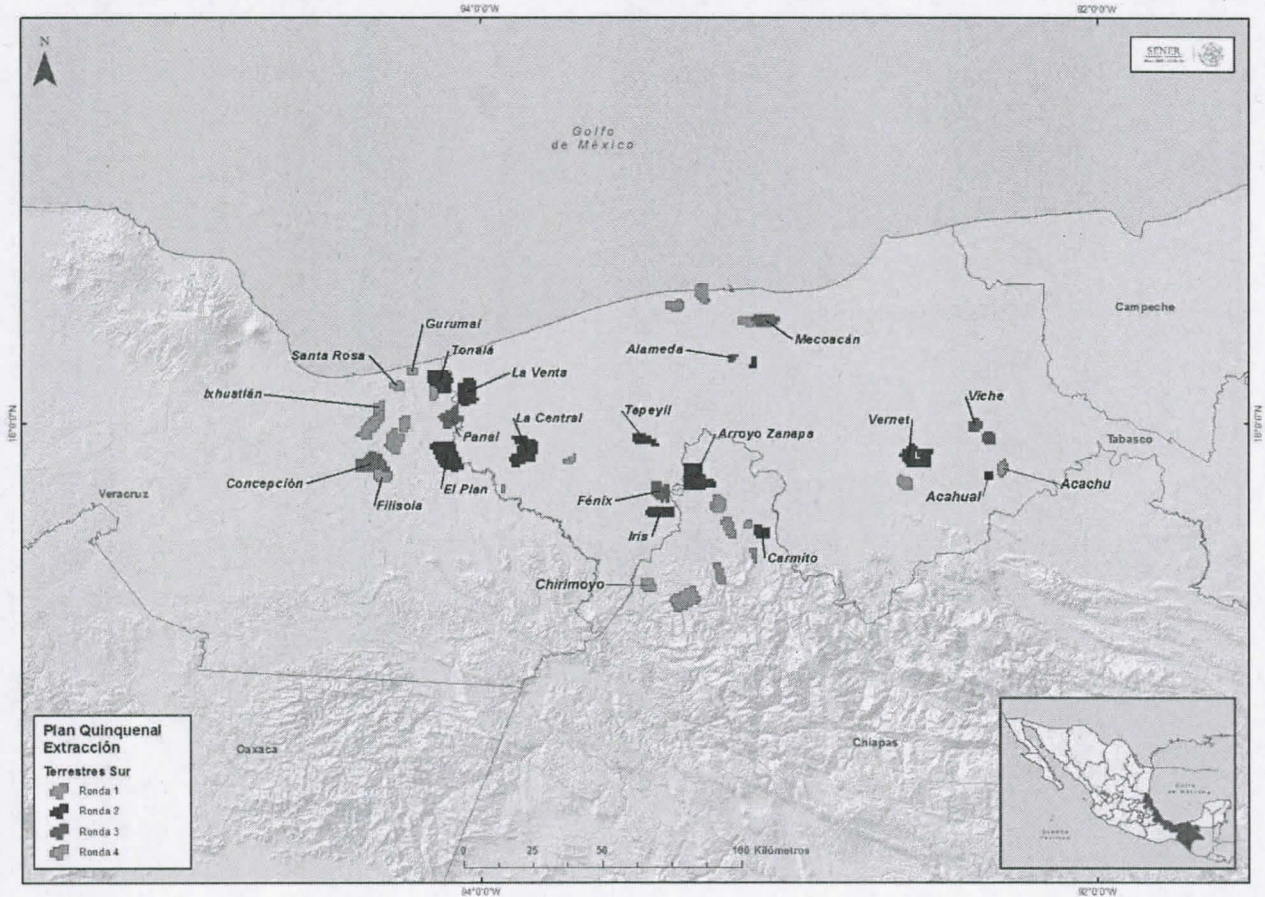 94°0'0"W
92°0'0"W
N
SENER
Golfo
de México
Campeche
Gurumal
Santa Rosa
Tonalá
Mecoacán
Alameda
La Venta
Ixhuatlán
Viche
La Central
Tepeyil
Vernet
18°0'0"N
18°0'0"N
Arroyo Zanapa
Panal
Tabasco
Concepción
El Plan
Acachu
Veracruz
Fénix
Acahual
Filisola
Iris
Carmito
Chirimoyo
Plan Quinquenal
Extracción
Terrestres Sur
Ronda 1
Ronda 2
Ronda 3
Ronda 4
Oaxaca
Chiapas
0 25 50 100 Kilómetros
Golfo
de México
94°0'0"W
92°0'0"W